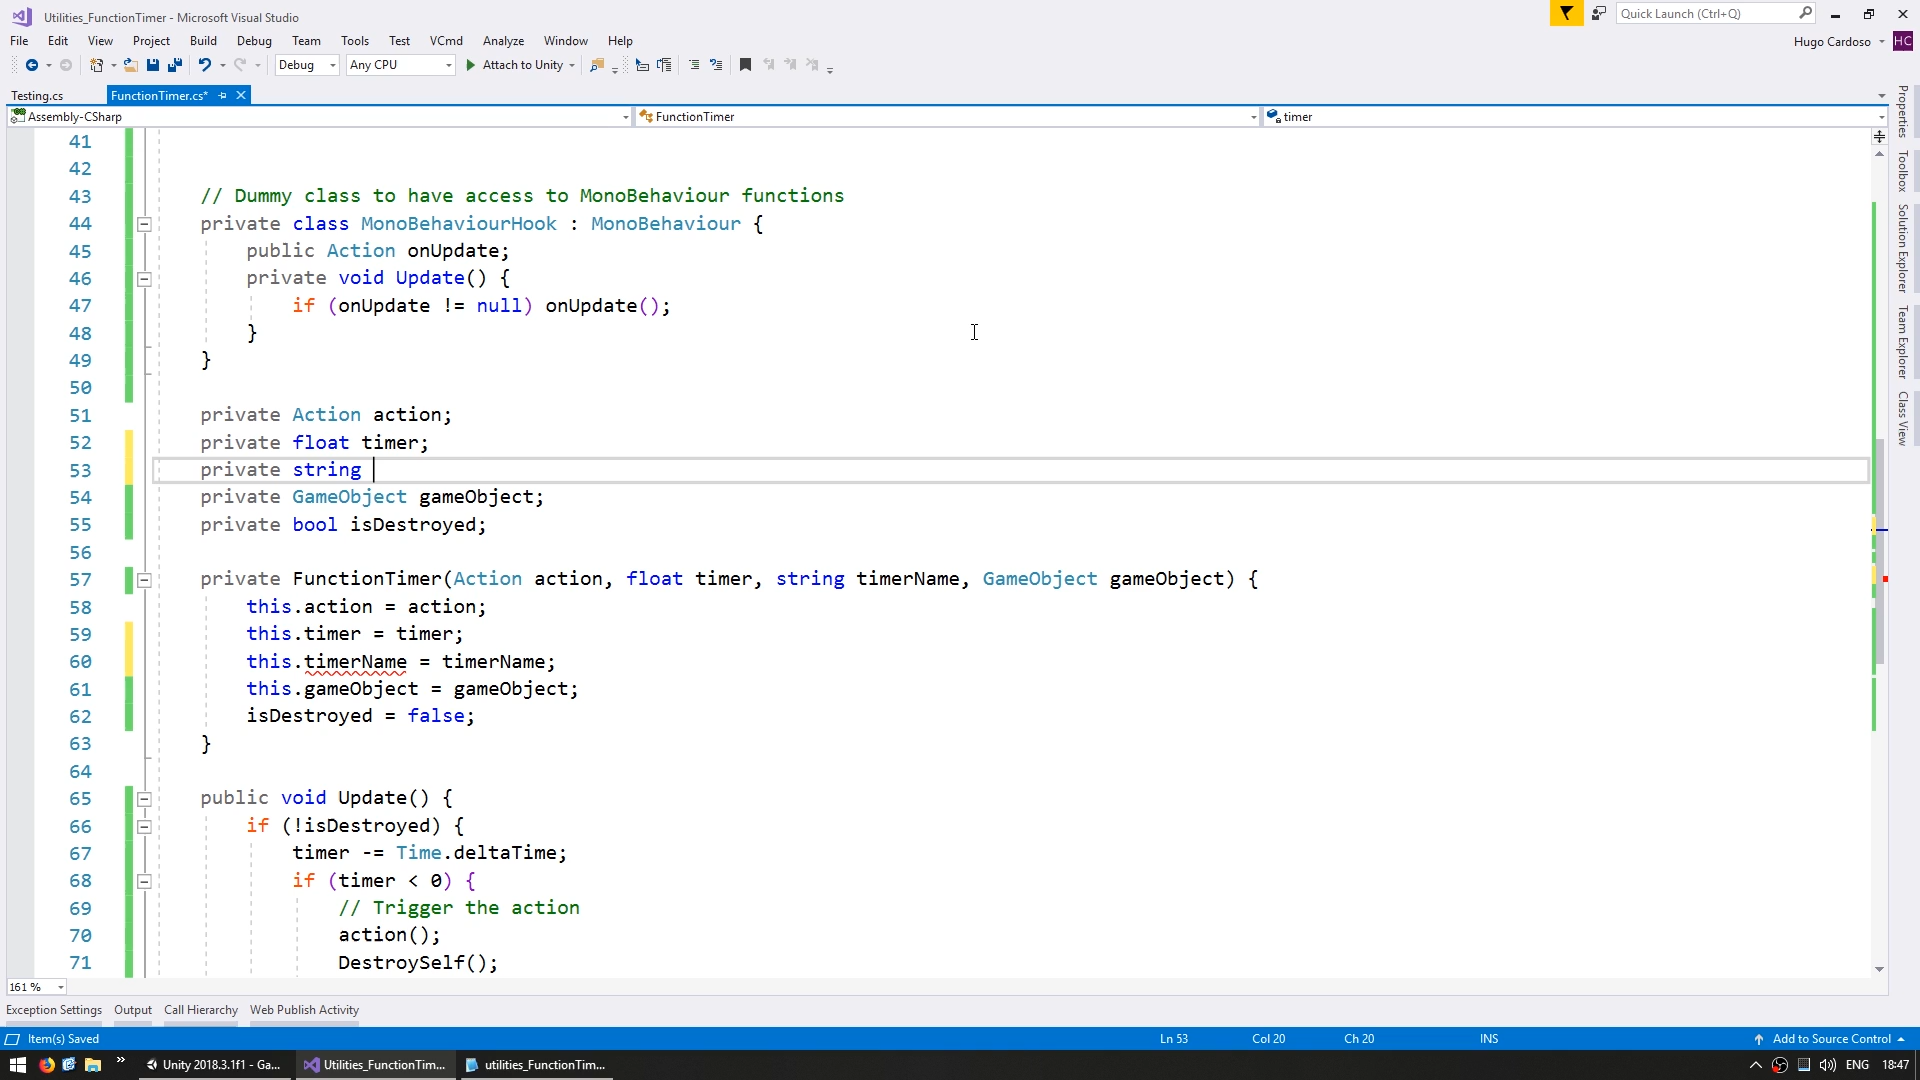 Utilities_FunctionTimer - Microsoft Visual Studio
Quick Launch (Ctrl+Q)
File Edit View Project Build Debug Team Tools Test VCmd Analyze Window Help
Hugo Cardoso HC
Debug Any CPU Attach to Unity
Testing.cs FunctionTimer.cs*
Assembly-CSharp FunctionTimer timer
41
42
43 // Dummy class to have access to MonoBehaviour functions
44 private class MonoBehaviourHook : MonoBehaviour {
45 public Action onUpdate;
46 private void Update() {
47 if (onUpdate != null) onUpdate();
48 }
49 }
50
51 private Action action;
52 private float timer;
53 private string
54 private GameObject gameObject;
55 private bool isDestroyed;
56
57 private FunctionTimer(Action action, float timer, string timerName, GameObject gameObject) {
58 this.action = action;
59 this.timer = timer;
60 this.timerName = timerName;
61 this.gameObject = gameObject;
62 isDestroyed = false;
63 }
64
65 public void Update() {
66 if (!isDestroyed) {
67 timer -= Time.deltaTime;
68 if (timer < 0) {
69 // Trigger the action
70 action();
71 DestroySelf();
Properties
Toolbox
Solution Explorer
Team Explorer
Class View
161 %
Exception Settings Output Call Hierarchy Web Publish Activity
Item(s) Saved Ln 53 Col 20 Ch 20 INS Add to Source Control
Unity 2018.3.1f1 - Ga... Utilities_FunctionTim... utilities_FunctionTim... ENG 18:47